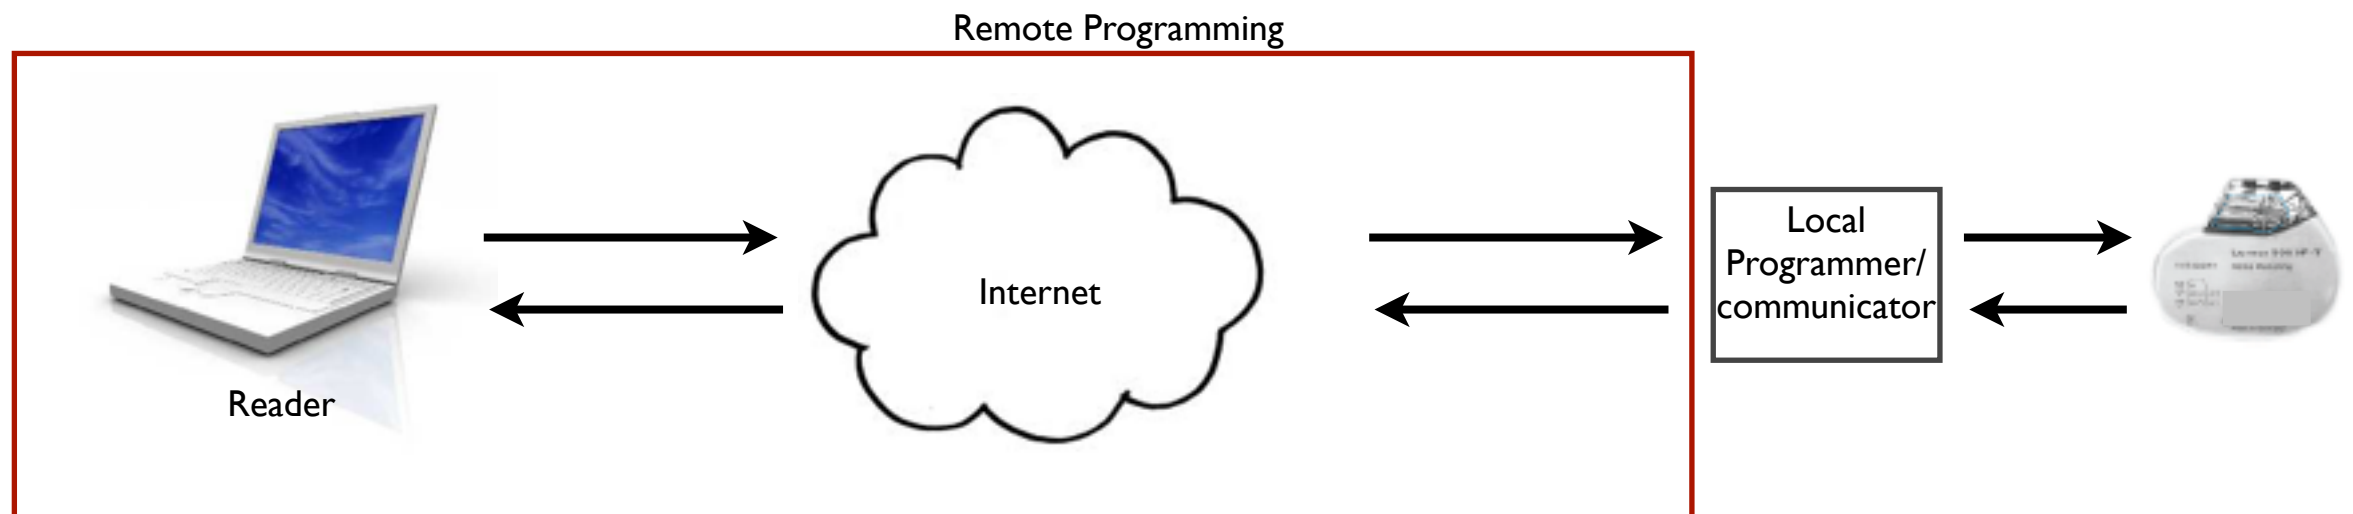 Remote Programming
Reader
Internet
Local
Programmer/
communicator